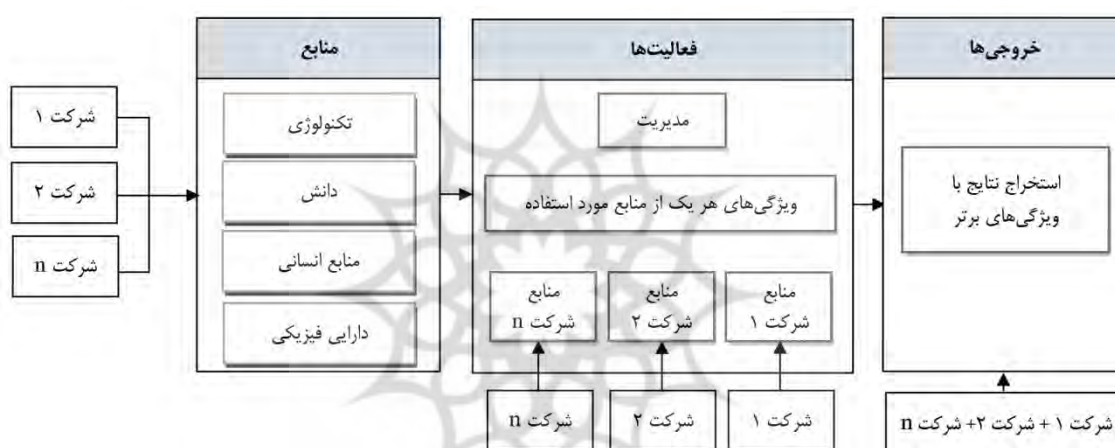 منابع
فعالیت‌ها
خروجی‌ها
شرکت ۱
شرکت ۲
شرکت n
تکنولوژی
دانش
منابع انسانی
دارایی فیزیکی
مدیریت
ویژگی‌های هر یک از منابع مورد استفاده
منابع
شرکت n
منابع
شرکت ۲
منابع
شرکت ۱
شرکت n
شرکت ۲
شرکت ۱
استخراج نتایج با
ویژگی‌های برتر
شرکت ۱ + شرکت ۲+ شرکت n